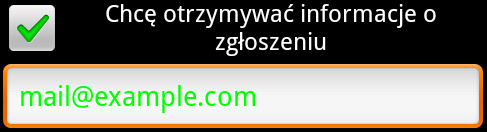 Chcę otrzymywać informacje o
zgłoszeniu
mail@example.com